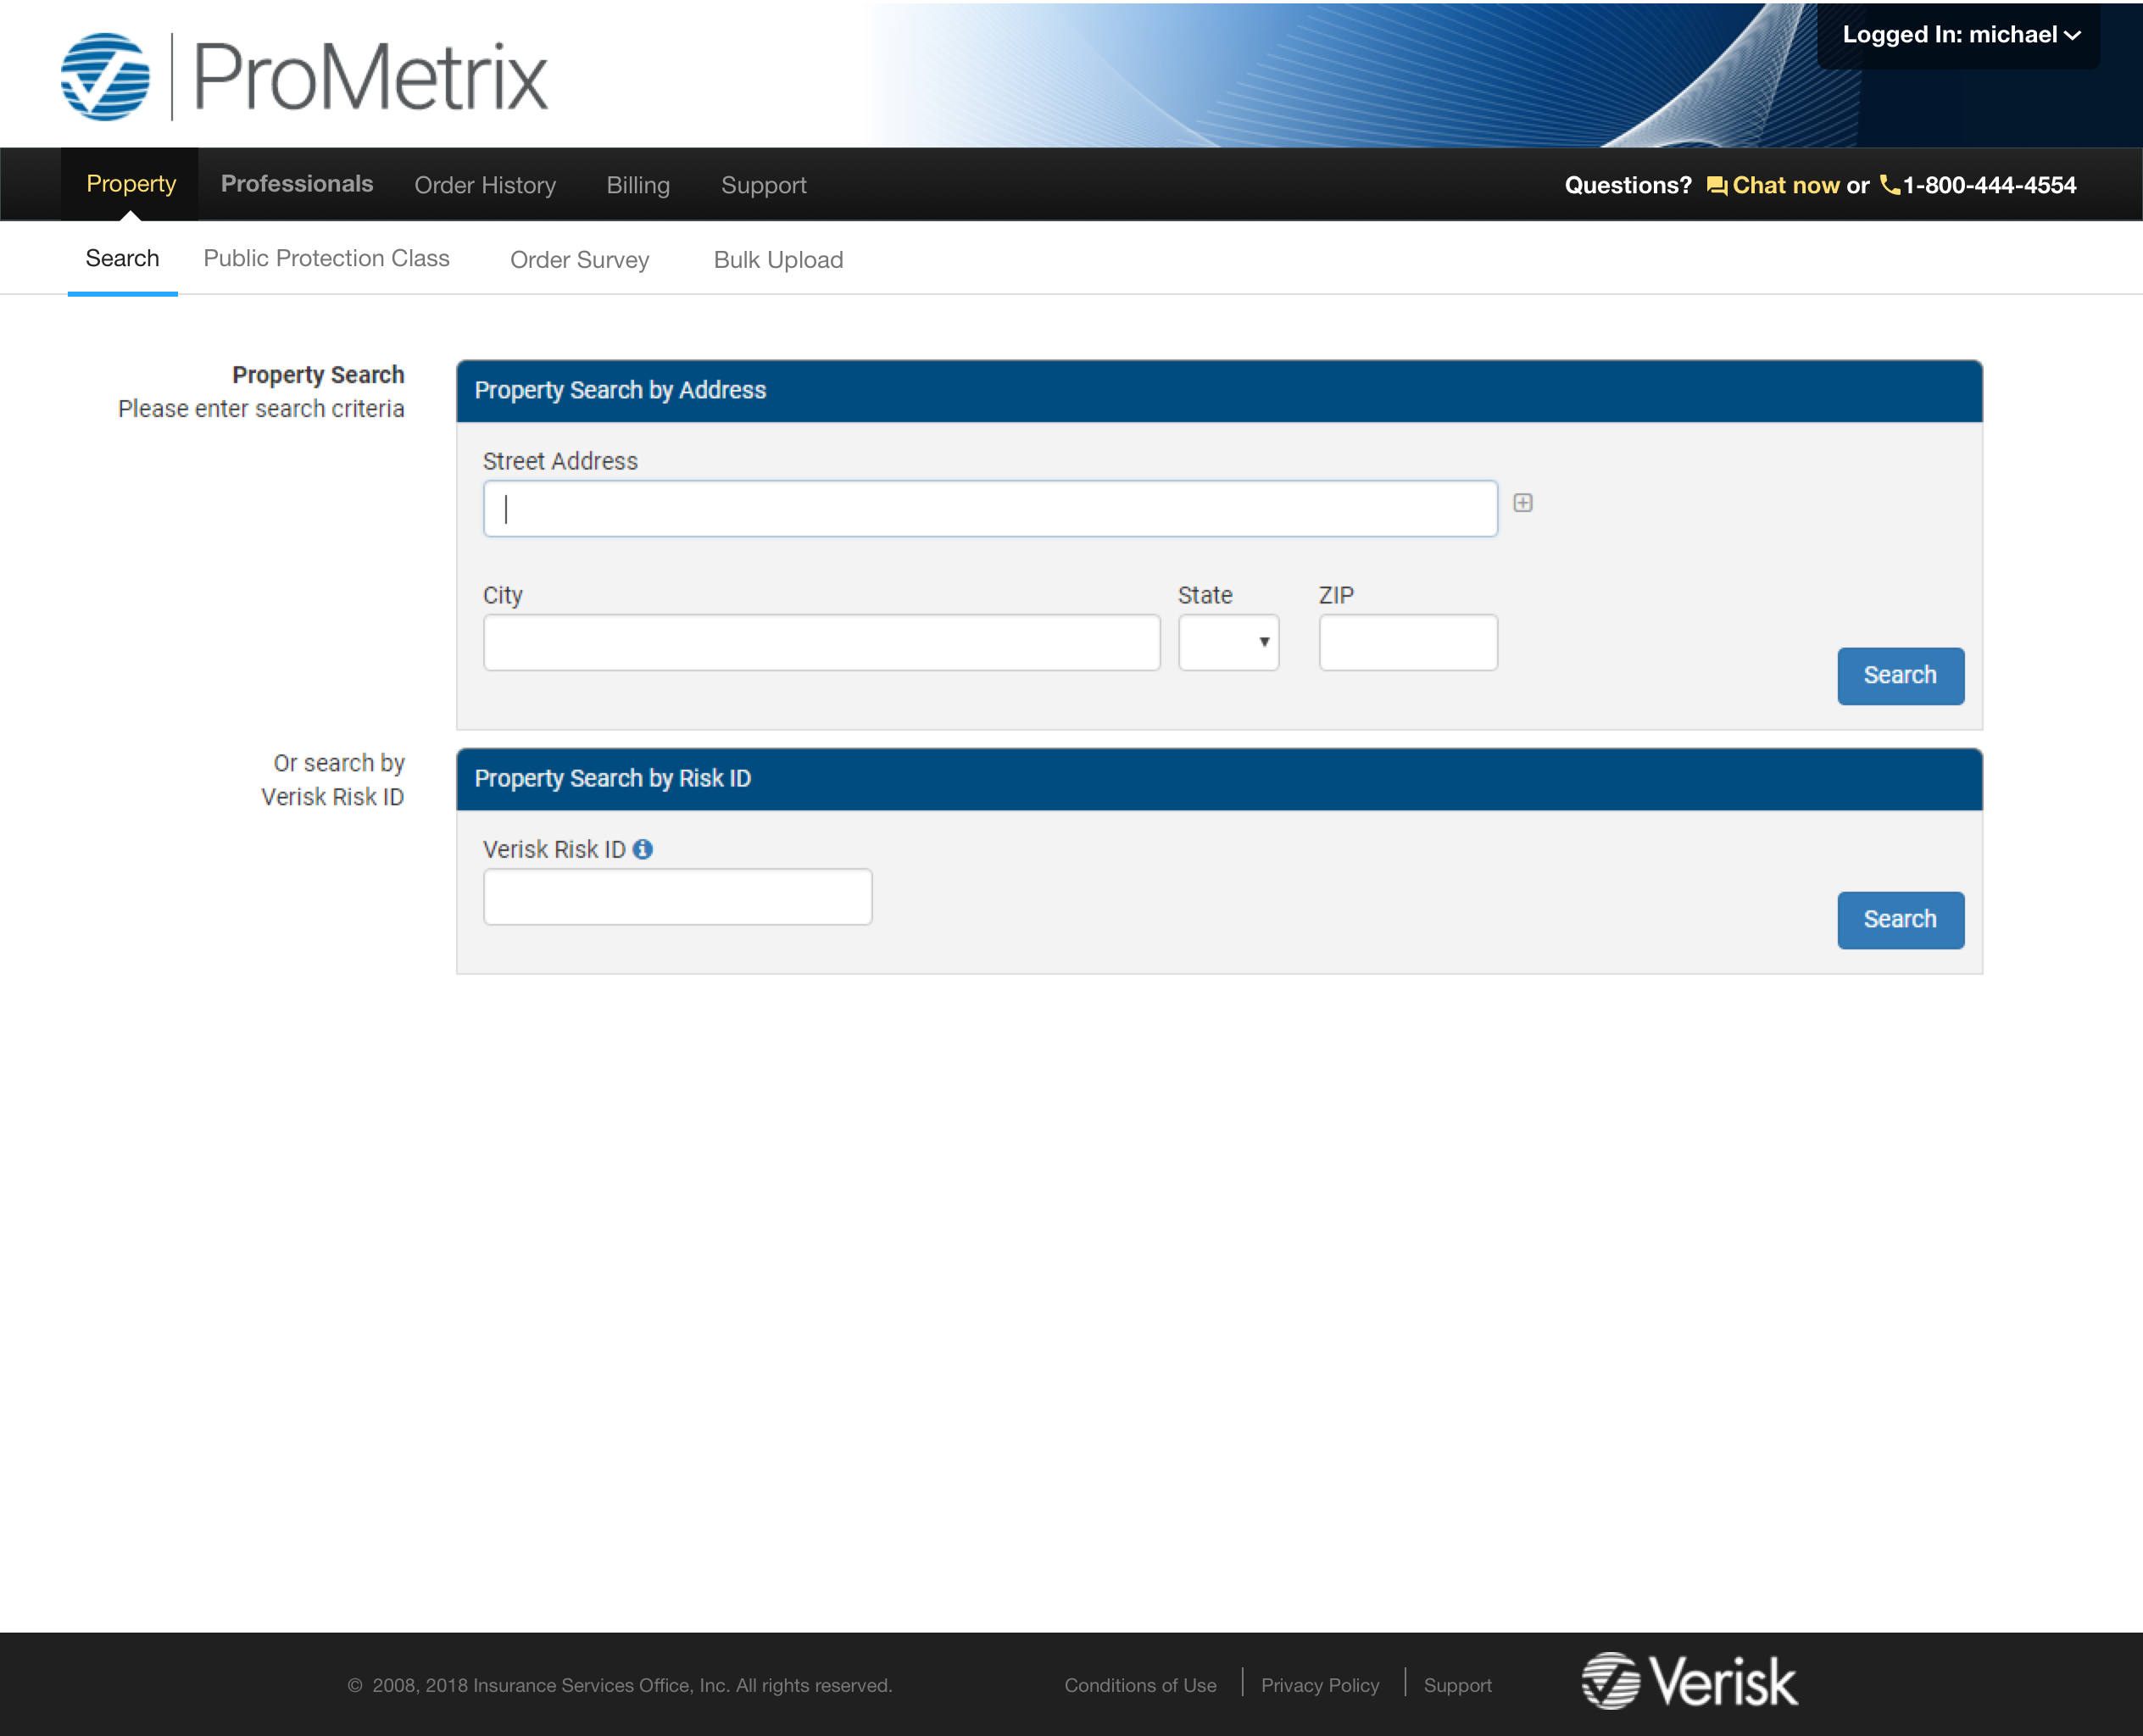 ProMetrix
Logged In: michael
Property Professionals Order History Billing Support Questions? Chat now or 1-800-444-4554
Search Public Protection Class Order Survey Bulk Upload
Property Search
Please enter search criteria
Property Search by Address
Street Address
City State ZIP
Search
Or search by
Verisk Risk ID
Property Search by Risk ID
Verisk Risk ID
Search
© 2008, 2018 Insurance Services Office, Inc. All rights reserved. Conditions of Use Privacy Policy Support Verisk